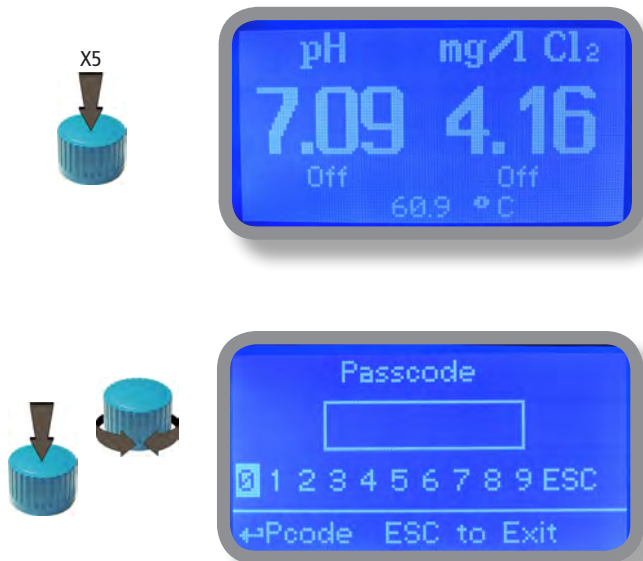 X5
pH mg/l Cl₂
7.09 4.16
Off Off
60.9 °C
Passcode
0 1 2 3 4 5 6 7 8 9 ESC
↩Pcode ESC to Exit